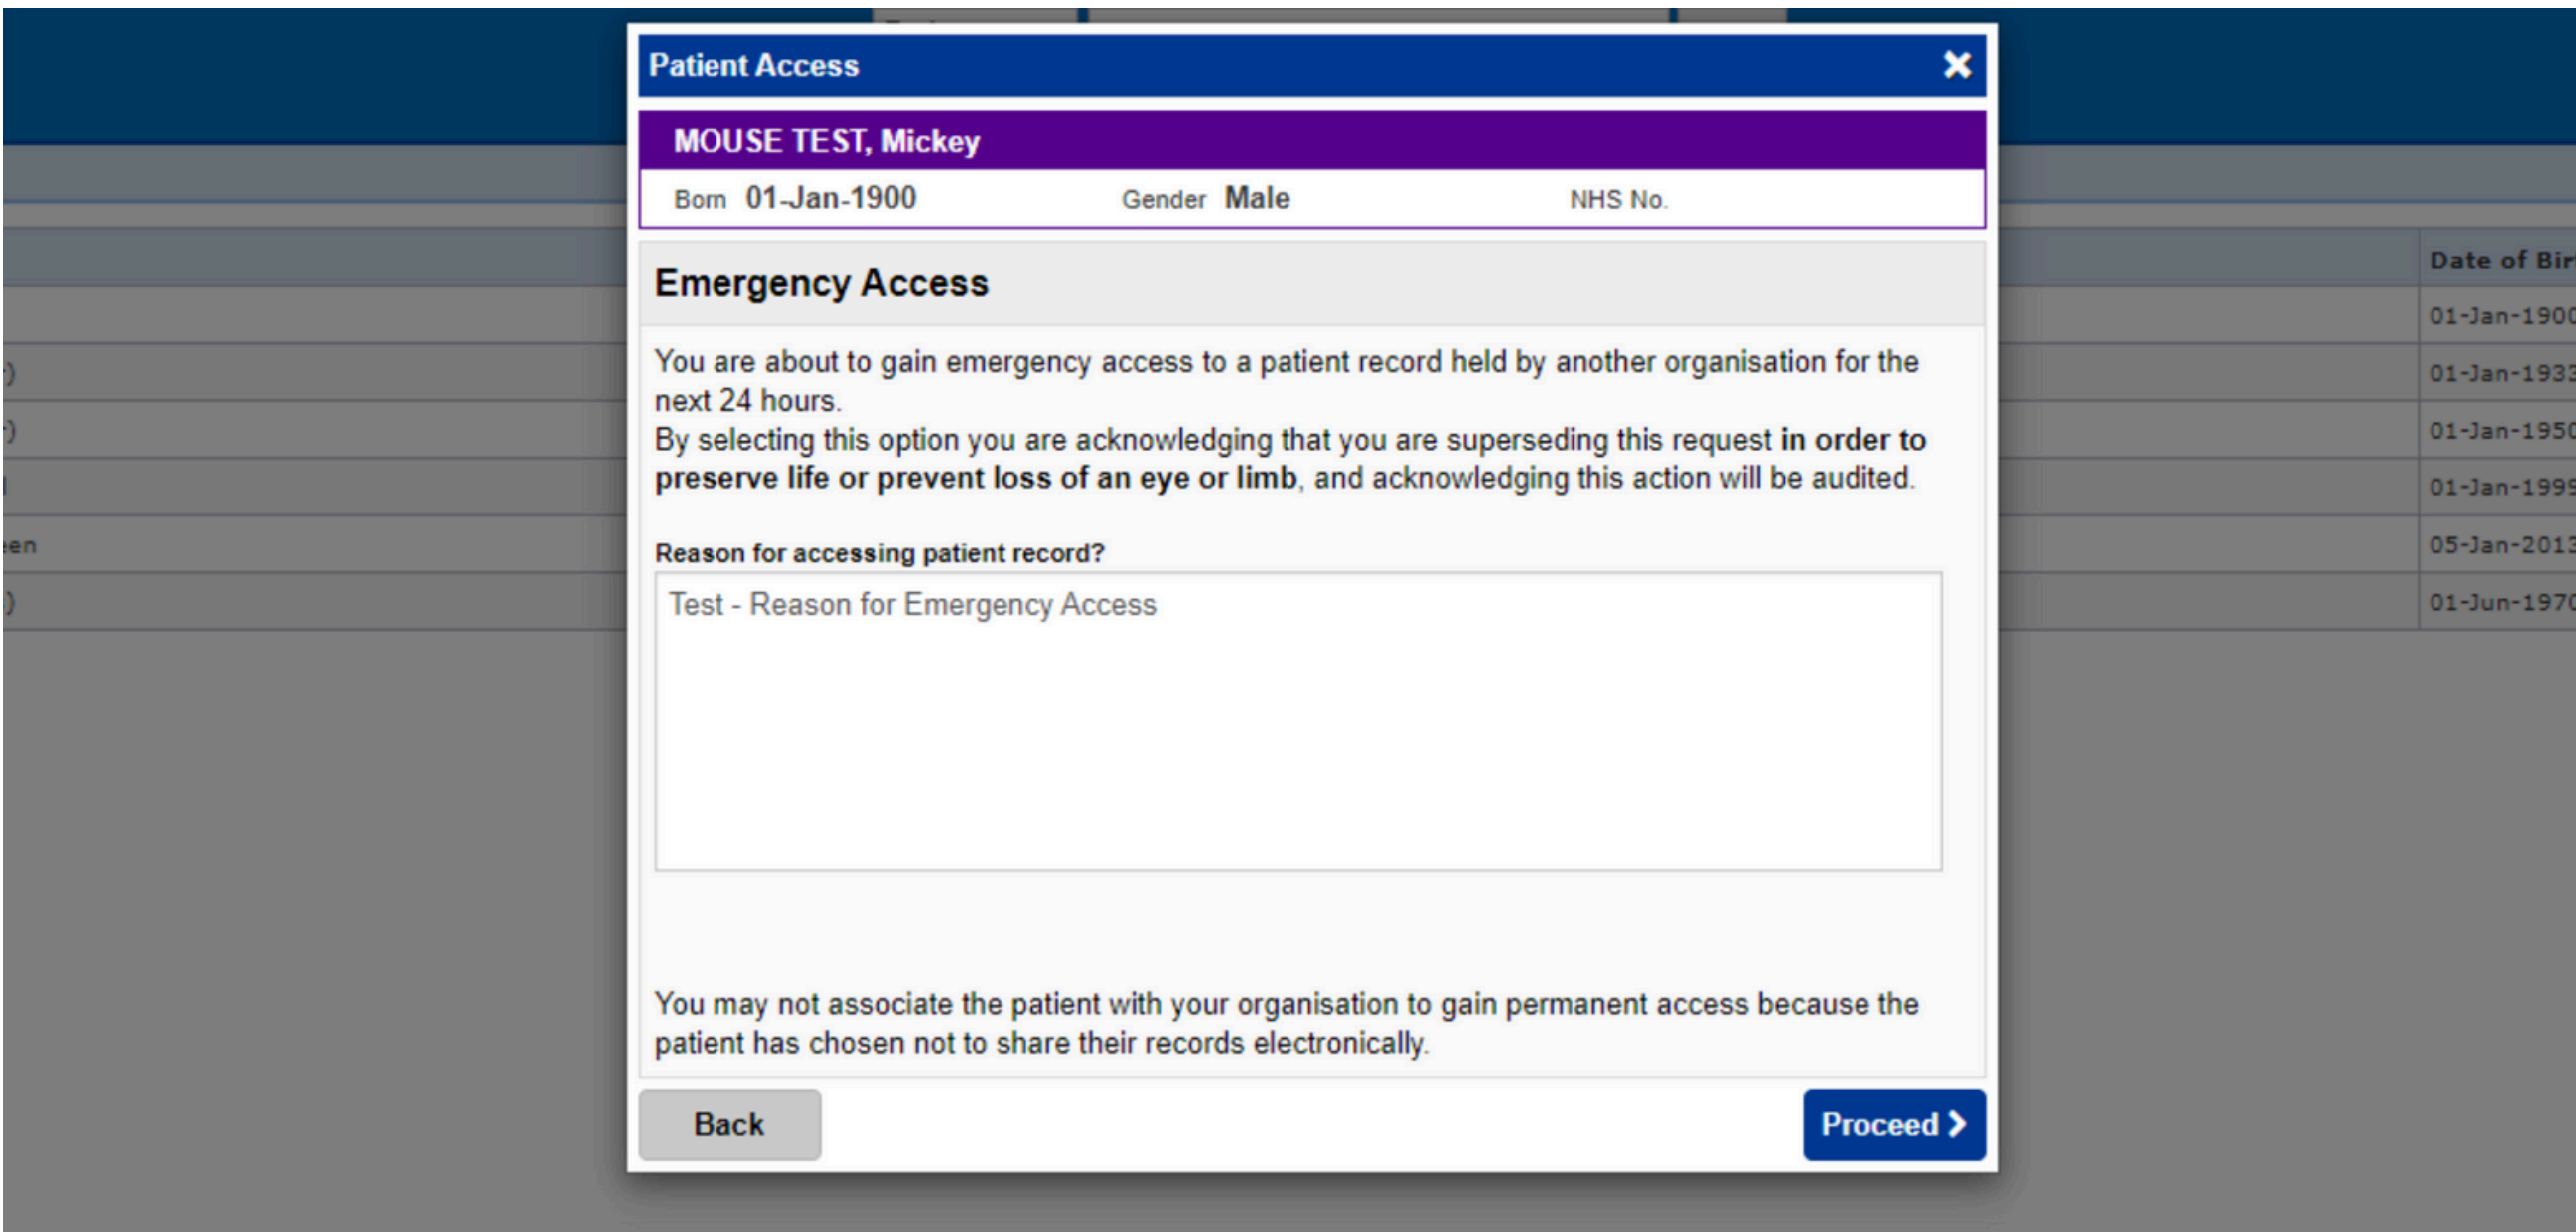 Patient Access
MOUSE TEST, Mickey
Born 01-Jan-1900 Gender Male NHS No.
Emergency Access
You are about to gain emergency access to a patient record held by another organisation for the
next 24 hours.
By selecting this option you are acknowledging that you are superseding this request in order to
preserve life or prevent loss of an eye or limb, and acknowledging this action will be audited.
Reason for accessing patient record?
Test - Reason for Emergency Access
You may not associate the patient with your organisation to gain permanent access because the
patient has chosen not to share their records electronically.
Back
Proceed
Date of
01-Jan-1900
01-Jan-1933
01-Jan-1950
01-Jan-1999
05-Jan-2013
01-Jun-1970